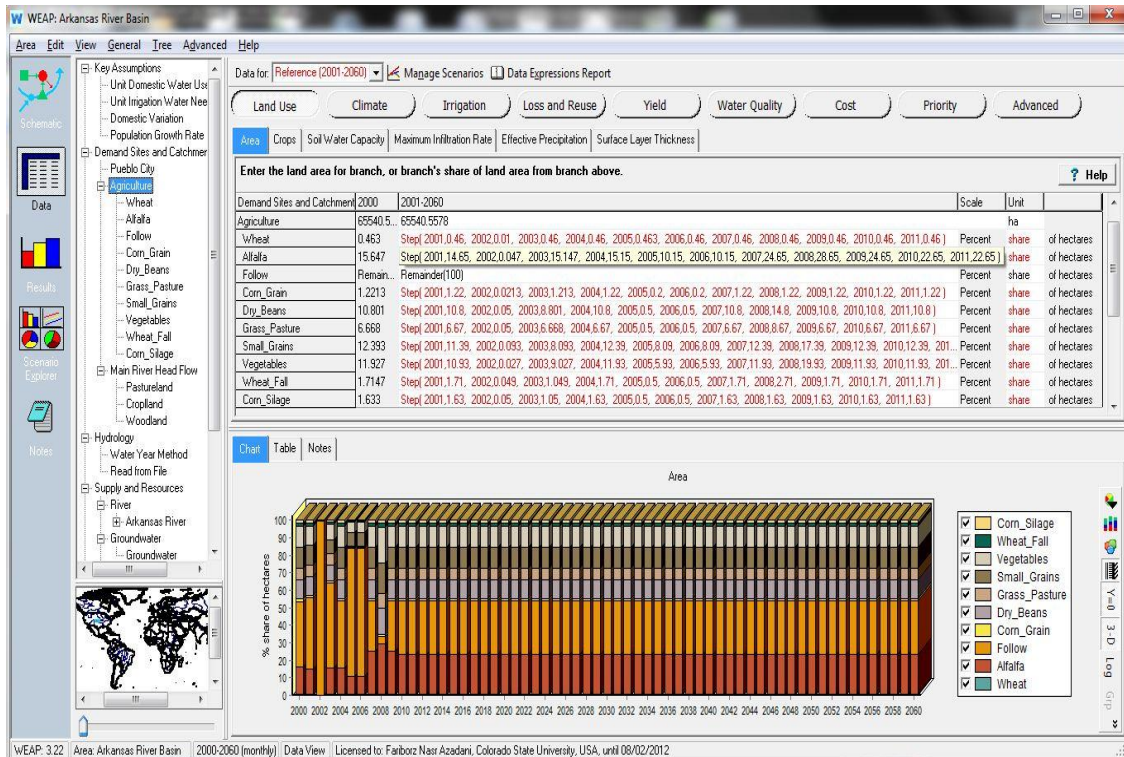 WEAP: Arkansas River Basin
Area Edit View General Tree Advanced Help
Schematic
Data
Results
Scenario Explorer
Notes
Key Assumptions
Unit Domestic Water Use
Unit Irrigation Water Nee
Domestic Variation
Population Growth Rate
Demand Sites and Catchmer
Pueblo City
Agriculture
Wheat
Alfalfa
Follow
Corn_Grain
Dry_Beans
Grass_Pasture
Small_Grains
Vegetables
Wheat_Fall
Corn_Silage
Main River Head Flow
Pastureland
Cropland
Woodland
Hydrology
Water Year Method
Read from File
Supply and Resources
River
Arkansas River
Groundwater
Groundwater
Data for: Reference (2001-2060) Manage Scenarios Data Expressions Report
Land Use Climate Irrigation Loss and Reuse Yield Water Quality Cost Priority Advanced
Area Crops Soil Water Capacity Maximum Infiltration Rate Effective Precipitation Surface Layer Thickness
Enter the land area for branch, or branch's share of land area from branch above. ? Help
Demand Sites and Catchment 2000 2001-2060 Scale Unit
Agriculture 65540.5... 65540.5578 ha
Wheat 0.463 Step( 2001,0.46, 2002,0.01, 2003,0.46, 2004,0.46, 2005,0.463, 2006,0.46, 2007,0.46, 2008,0.46, 2009,0.46, 2010,0.46, 2011,0.46 ) Percent share of hectares
Alfalfa 15.647 Step( 2001,14.65, 2002,0.047, 2003,15.147, 2004,15.15, 2005,10.15, 2006,10.15, 2007,24.65, 2008,28.65, 2009,24.65, 2010,22.65, 2011,22.65 ) share of hectares
Follow Remain... Remainder(100) Percent share of hectares
Corn_Grain 1.2213 Step( 2001,1.22, 2002,0.0213, 2003,1.213, 2004,1.22, 2005,0.2, 2006,0.2, 2007,1.22, 2008,1.22, 2009,1.22, 2010,1.22, 2011,1.22 ) Percent share of hectares
Dry_Beans 10.801 Step( 2001,10.8, 2002,0.05, 2003,8.801, 2004,10.8, 2005,0.5, 2006,0.5, 2007,10.8, 2008,14.8, 2009,10.8, 2010,10.8, 2011,10.8 ) Percent share of hectares
Grass_Pasture 6.668 Step( 2001,6.67, 2002,0.05, 2003,6.668, 2004,6.67, 2005,0.5, 2006,0.5, 2007,6.67, 2008,8.67, 2009,6.67, 2010,6.67, 2011,6.67 ) Percent share of hectares
Small_Grains 12.393 Step( 2001,11.39, 2002,0.093, 2003,8.093, 2004,12.39, 2005,8.09, 2006,8.09, 2007,12.39, 2008,17.39, 2009,12.39, 2010,12.39, 201... Percent share of hectares
Vegetables 11.927 Step( 2001,10.93, 2002,0.027, 2003,9.027, 2004,11.93, 2005,5.93, 2006,5.93, 2007,11.93, 2008,19.93, 2009,11.93, 2010,11.93, 201... Percent share of hectares
Wheat_Fall 1.7147 Step( 2001,1.71, 2002,0.049, 2003,1.049, 2004,1.71, 2005,0.5, 2006,0.5, 2007,1.71, 2008,2.71, 2009,1.71, 2010,1.71, 2011,1.71 ) Percent share of hectares
Corn_Silage 1.633 Step( 2001,1.63, 2002,0.05, 2003,1.05, 2004,1.63, 2005,0.5, 2006,0.5, 2007,1.63, 2008,1.63, 2009,1.63, 2010,1.63, 2011,1.63 ) Percent share of hectares
Chart Table Notes
Area
% share of hectares
100
90
80
70
60
50
40
30
20
10
0
2000 2002 2004 2006 2008 2010 2012 2014 2016 2018 2020 2022 2024 2026 2028 2030 2032 2034 2036 2038 2040 2042 2044 2046 2048 2050 2052 2054 2056 2058 2060
Corn_Silage
Wheat_Fall
Vegetables
Small_Grains
Grass_Pasture
Dry_Beans
Corn_Grain
Follow
Alfalfa
Wheat
Y=0
3-D
Log
Grp
WEAP: 3.22 Area: Arkansas River Basin 2000-2060 (monthly) Data View Licensed to: Fariborz Nasr Azadani, Colorado State University, USA, until 08/02/2012